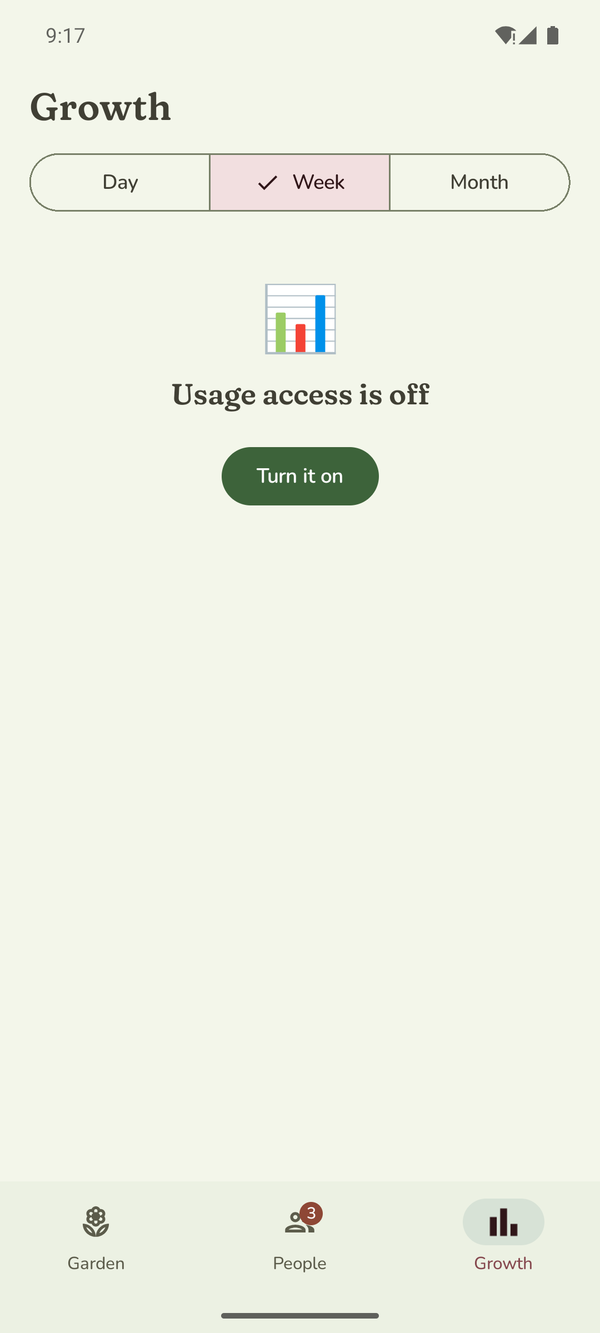 9:17
Growth
Day
Week
Month
Usage access is off
Turn it on
3
Garden
People
Growth